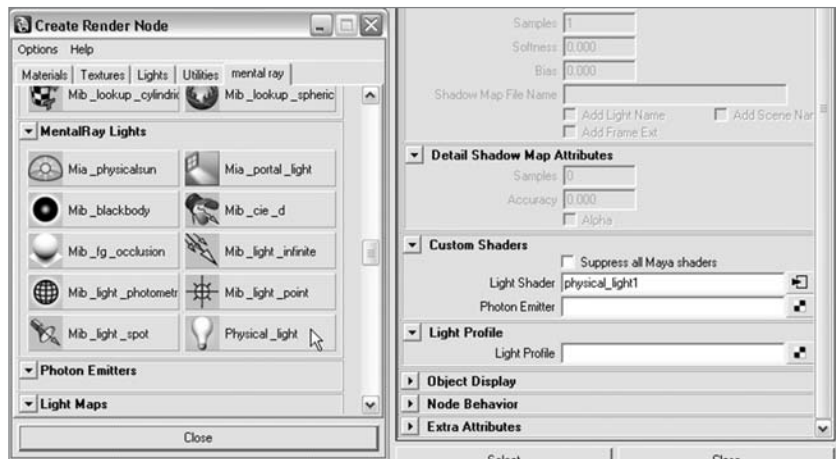 Create Render Node
Options Help
Materials Textures Lights Utilities mental ray
Mib_lookup_cylindric Mib_lookup_spheric
MentalRay Lights
Mia_physicalsun Mia_portal_light
Mib_blackbody Mib_cie_d
Mib_fg_occlusion Mib_light_infinite
Mib_light_photometr Mib_light_point
Mib_light_spot Physical_light
Photon Emitters
Light Maps
Close
Samples 1
Softness 0.000
Bias 0.000
Shadow Map File Name
Add Light Name Add Scene Nar
Add Frame Ext
Detail Shadow Map Attributes
Samples 0
Accuracy 0.000
Alpha
Custom Shaders
Suppress all Maya shaders
Light Shader physical_light1
Photon Emitter
Light Profile
Light Profile
Object Display
Node Behavior
Extra Attributes
Select Close